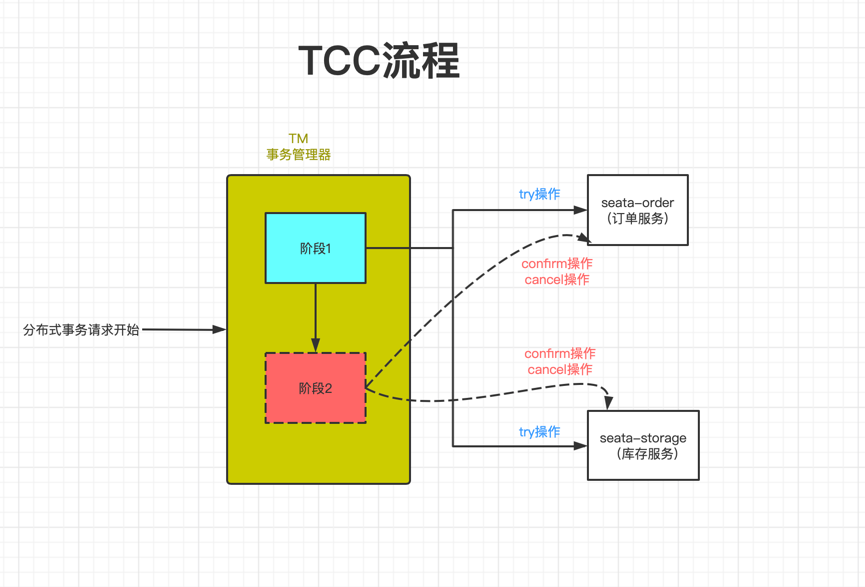 TCC流程
TM
事务管理器
try操作
seata-order
（订单服务）
阶段1
confirm操作
cancel操作
分布式事务请求开始
confirm操作
cancel操作
阶段2
try操作
seata-storage
（库存服务）